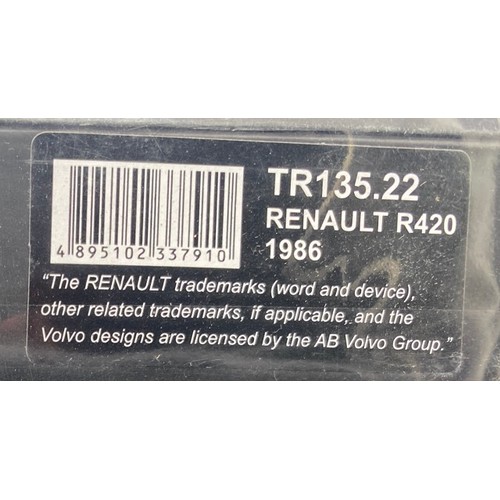 TR135.22
RENAULT R420
1986
4 895102 337910
"The RENAULT trademarks (word and device),
other related trademarks, if applicable, and the
Volvo designs are licensed by the AB Volvo Group."